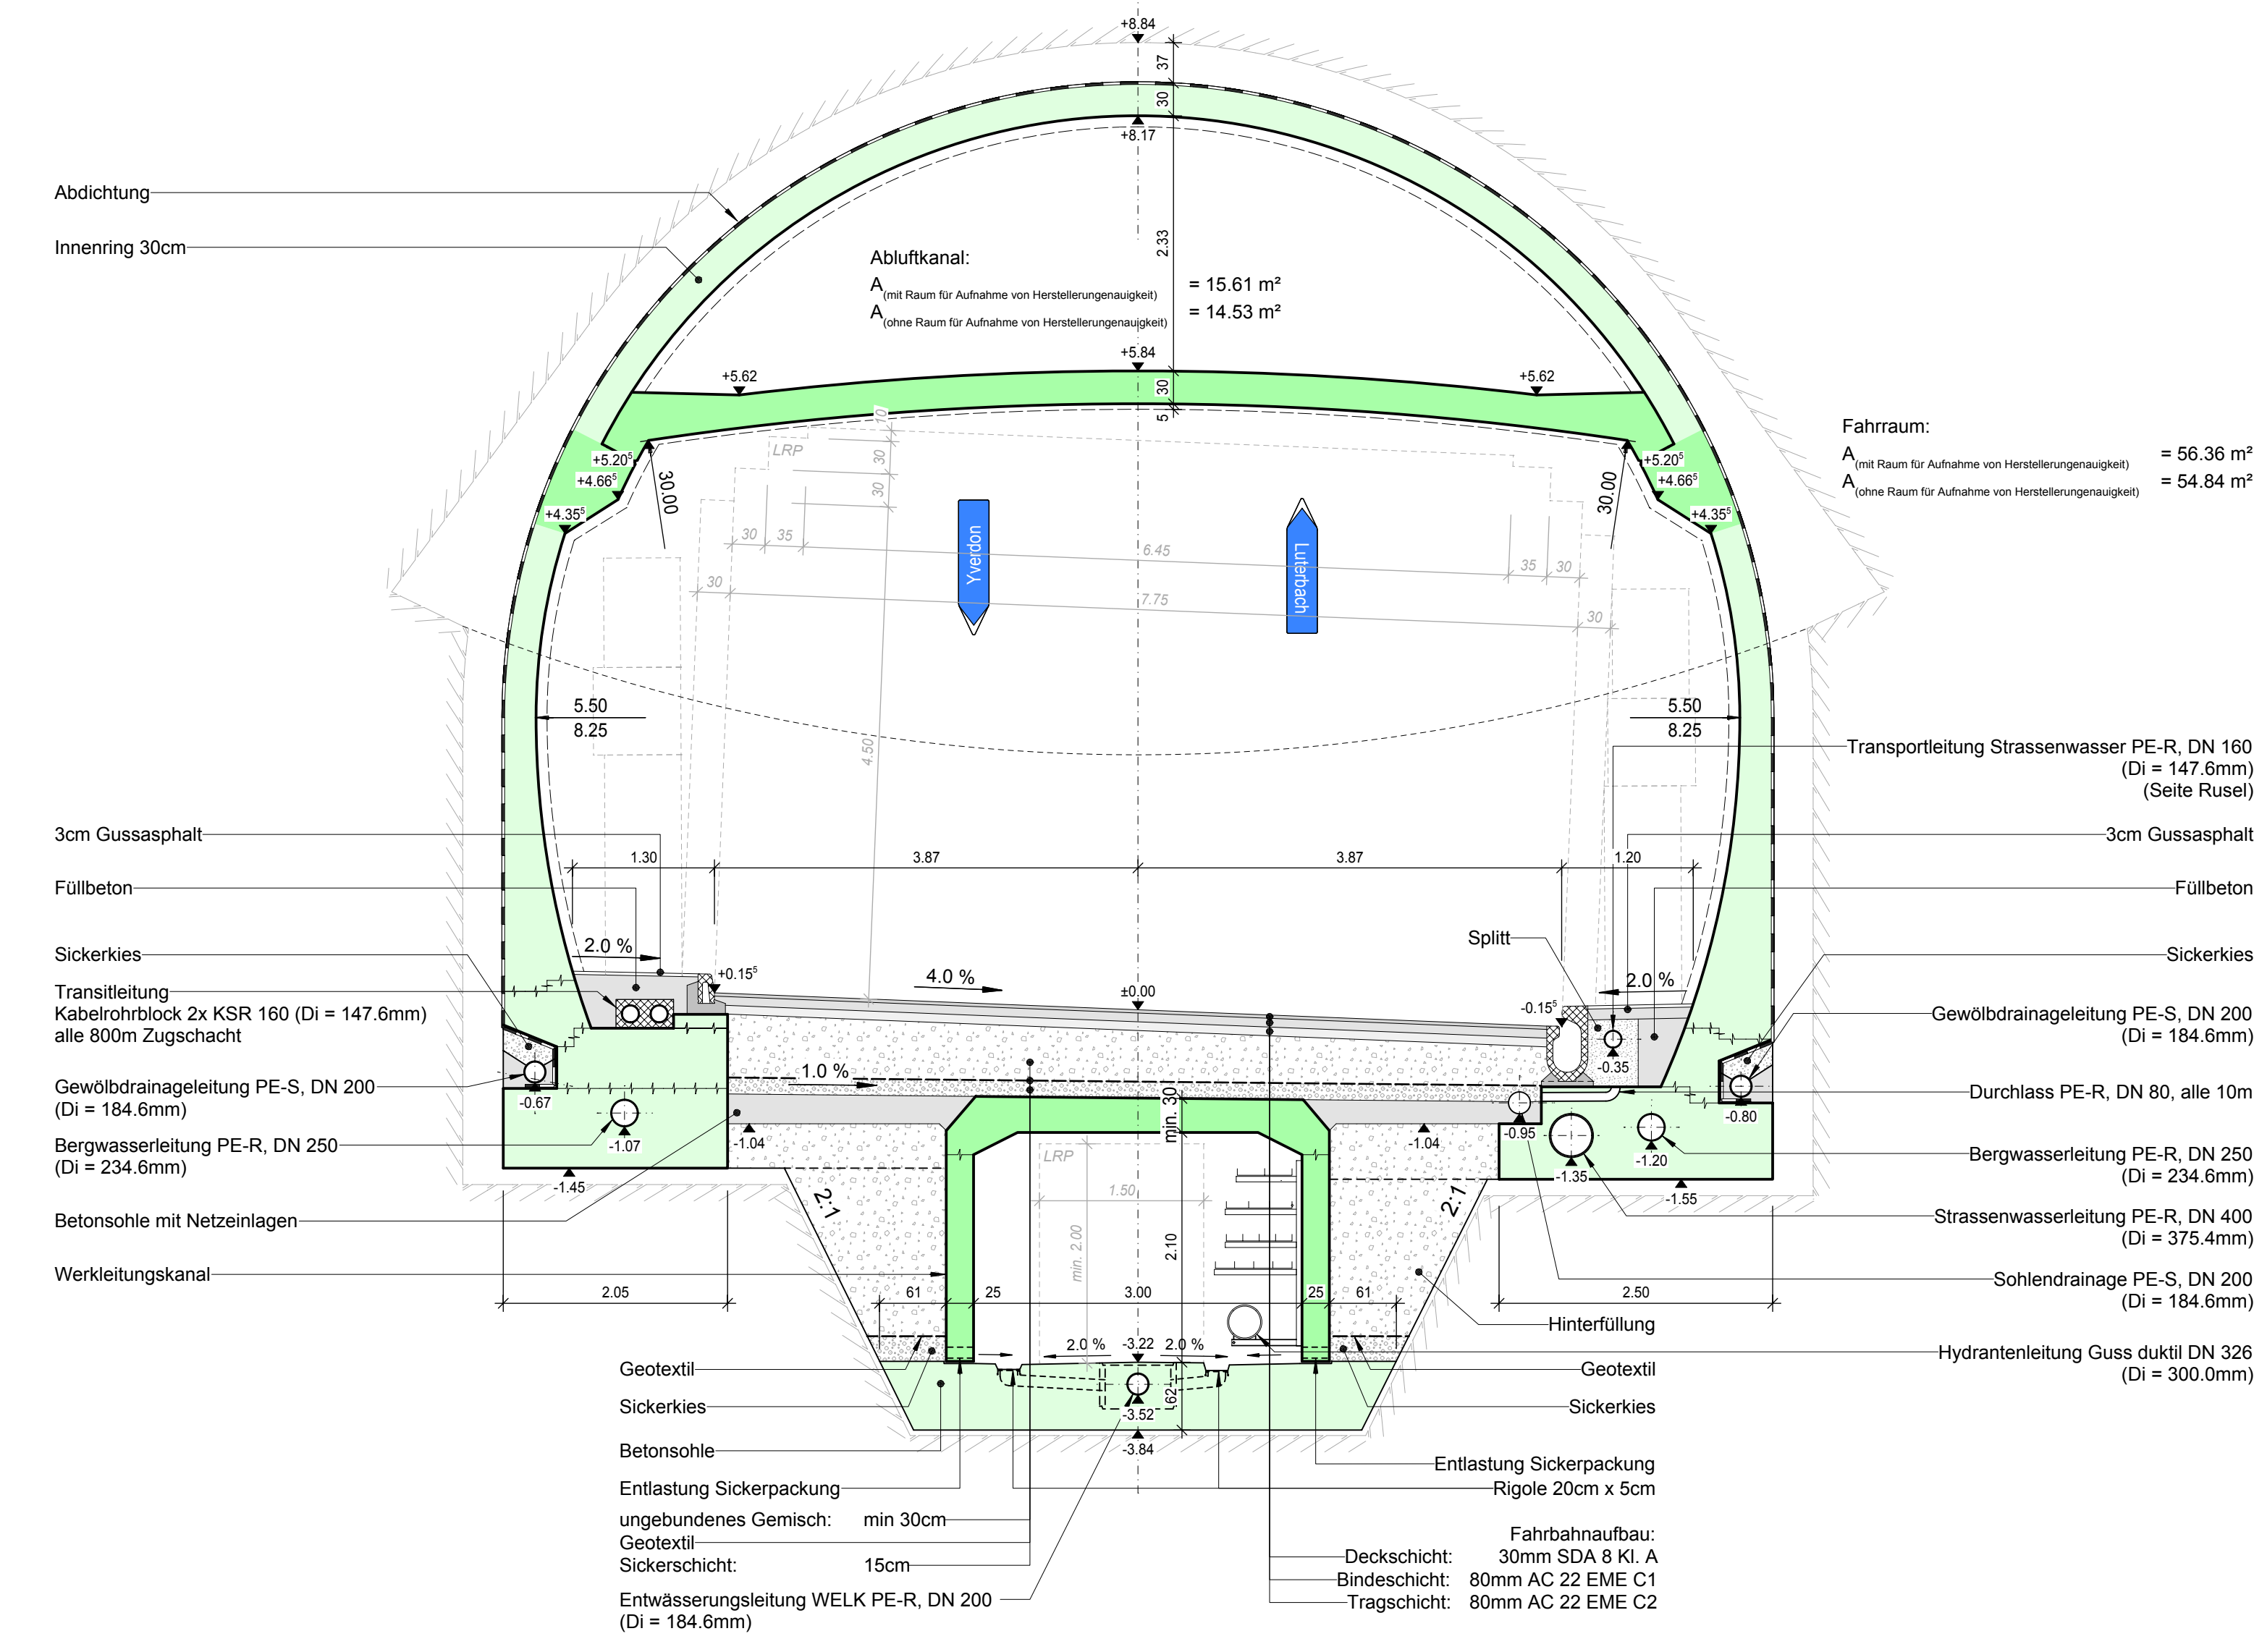 +8.84
37
30
+8.17
Abdichtung
Innenring 30cm
2.33
Abluftkanal:
A(mit Raum für Aufnahme von Herstellerungenauigkeit) = 15.61 m²
A(ohne Raum für Aufnahme von Herstellerungenauigkeit) = 14.53 m²
+5.84
+5.62
+5.62
30
5
10
30
30
LRP
Fahrraum:
A(mit Raum für Aufnahme von Herstellerungenauigkeit) = 56.36 m²
A(ohne Raum für Aufnahme von Herstellerungenauigkeit) = 54.84 m²
+5.20⁵
+4.66⁵
+4.35⁵
30.00
30.00
+5.20⁵
+4.66⁵
+4.35⁵
Yverdon
Luterbach
30
35
6.45
35
30
30
7.75
30
4.50
5.50
8.25
5.50
8.25
Transportleitung Strassenwasser PE-R, DN 160
(Di = 147.6mm)
(Seite Rusel)
3cm Gussasphalt
3cm Gussasphalt
1.30
3.87
3.87
1.20
Füllbeton
Füllbeton
Splitt
2.0 %
Sickerkies
Sickerkies
+0.15⁵
4.0 %
±0.00
-0.15⁵
2.0 %
Transitleitung
Kabelrohrblock 2x KSR 160 (Di = 147.6mm)
alle 800m Zugschacht
Gewölbdrainageleitung PE-S, DN 200
(Di = 184.6mm)
-0.35
1.0 %
Gewölbdrainageleitung PE-S, DN 200
(Di = 184.6mm)
Durchlass PE-R, DN 80, alle 10m
-0.67
min. 30
-0.80
-1.07
-1.04
-1.04
-0.95
Bergwasserleitung PE-R, DN 250
(Di = 234.6mm)
Bergwasserleitung PE-R, DN 250
(Di = 234.6mm)
LRP
-1.20
-1.35
-1.45
1.50
-1.55
2:1
2:1
Betonsohle mit Netzeinlagen
Strassenwasserleitung PE-R, DN 400
(Di = 375.4mm)
min. 2.00
2.10
Werkleitungskanal
Sohlendrainage PE-S, DN 200
(Di = 184.6mm)
2.05
61
25
3.00
25
61
2.50
Hinterfüllung
2.0 %
-3.22
2.0 %
Hydrantenleitung Guss duktil DN 326
(Di = 300.0mm)
Geotextil
Geotextil
62
Sickerkies
Sickerkies
-3.52
Betonsohle
-3.84
Entlastung Sickerpackung
Entlastung Sickerpackung
Rigole 20cm x 5cm
ungebundenes Gemisch: min 30cm
Geotextil
Sickerschicht: 15cm
Fahrbahnaufbau:
Deckschicht: 30mm SDA 8 Kl. A
Bindeschicht: 80mm AC 22 EME C1
Tragschicht: 80mm AC 22 EME C2
Entwässerungsleitung WELK PE-R, DN 200
(Di = 184.6mm)